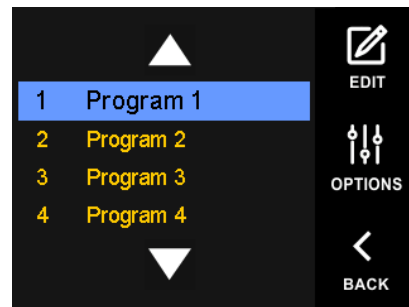 1 Program 1
2 Program 2
3 Program 3
4 Program 4
EDIT
OPTIONS
BACK